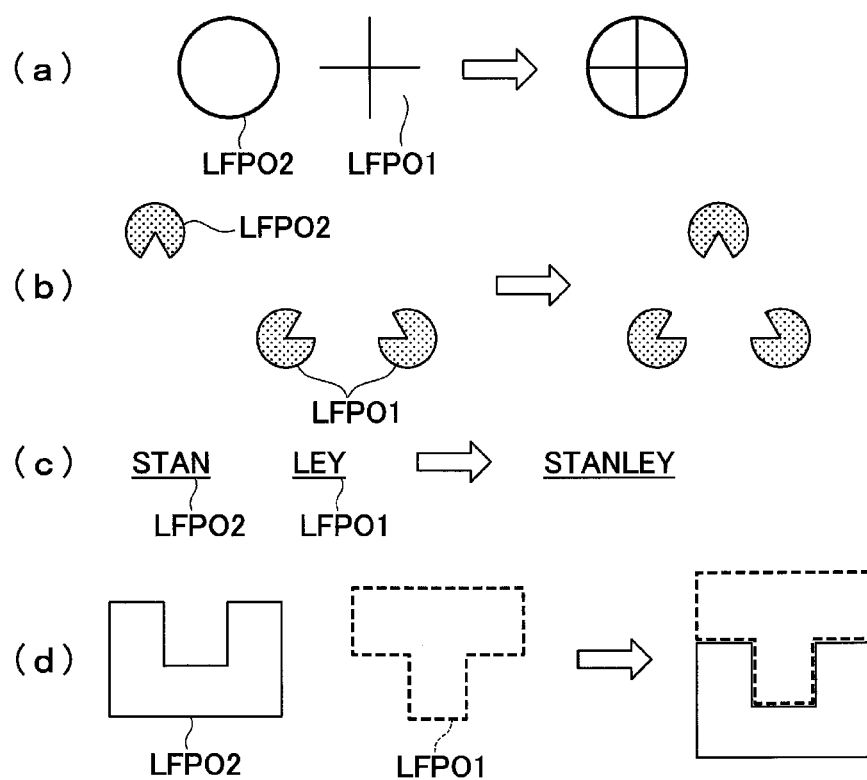 (a)
LFPO2 LFPO1
LFPO2
(b)
LFPO1
(c) STAN LEY STANLEY
LFPO2 LFPO1
(d)
LFPO2 LFPO1